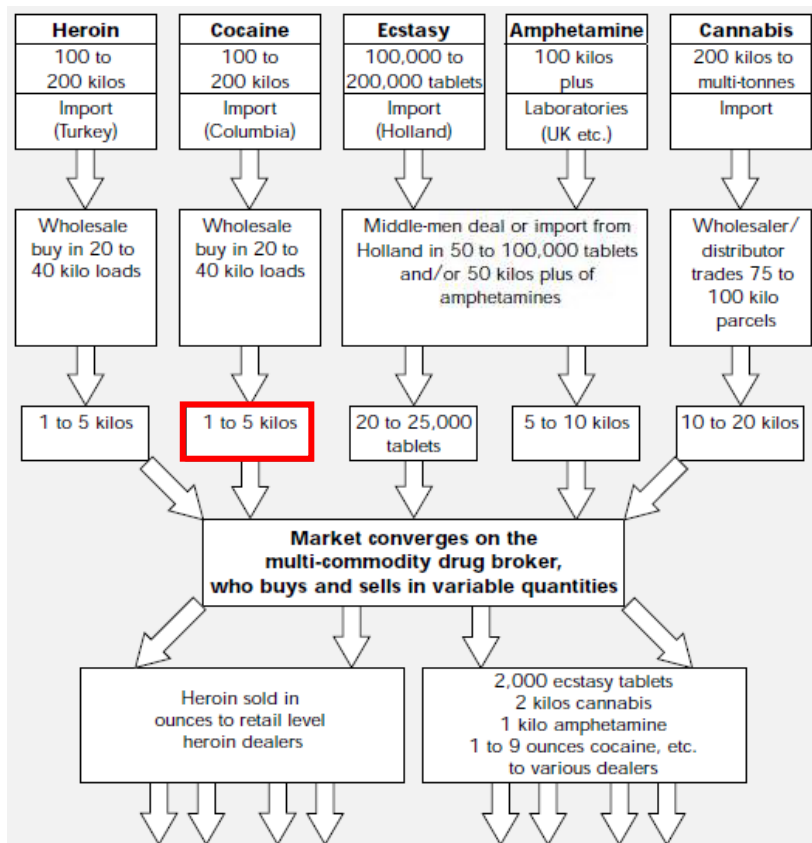 Heroin
100 to
200 kilos
Import
(Turkey)
Cocaine
100 to
200 kilos
Import
(Columbia)
Ecstasy
100,000 to
200,000 tablets
Import
(Holland)
Amphetamine
100 kilos
plus
Laboratories
(UK etc.)
Cannabis
200 kilos to
multi-tonnes
Import
Wholesale
buy in 20 to
40 kilo loads
Wholesale
buy in 20 to
40 kilo loads
Middle-men deal or import from
Holland in 50 to 100,000 tablets
and/or 50 kilos plus of
amphetamines
Wholesaler/
distributor
trades 75 to
100 kilo
parcels
1 to 5 kilos
1 to 5 kilos
20 to 25,000
tablets
5 to 10 kilos
10 to 20 kilos
Market converges on the
multi-commodity drug broker,
who buys and sells in variable quantities
Heroin sold in
ounces to retail level
heroin dealers
2,000 ecstasy tablets
2 kilos cannabis
1 kilo amphetamine
1 to 9 ounces cocaine, etc.
to various dealers